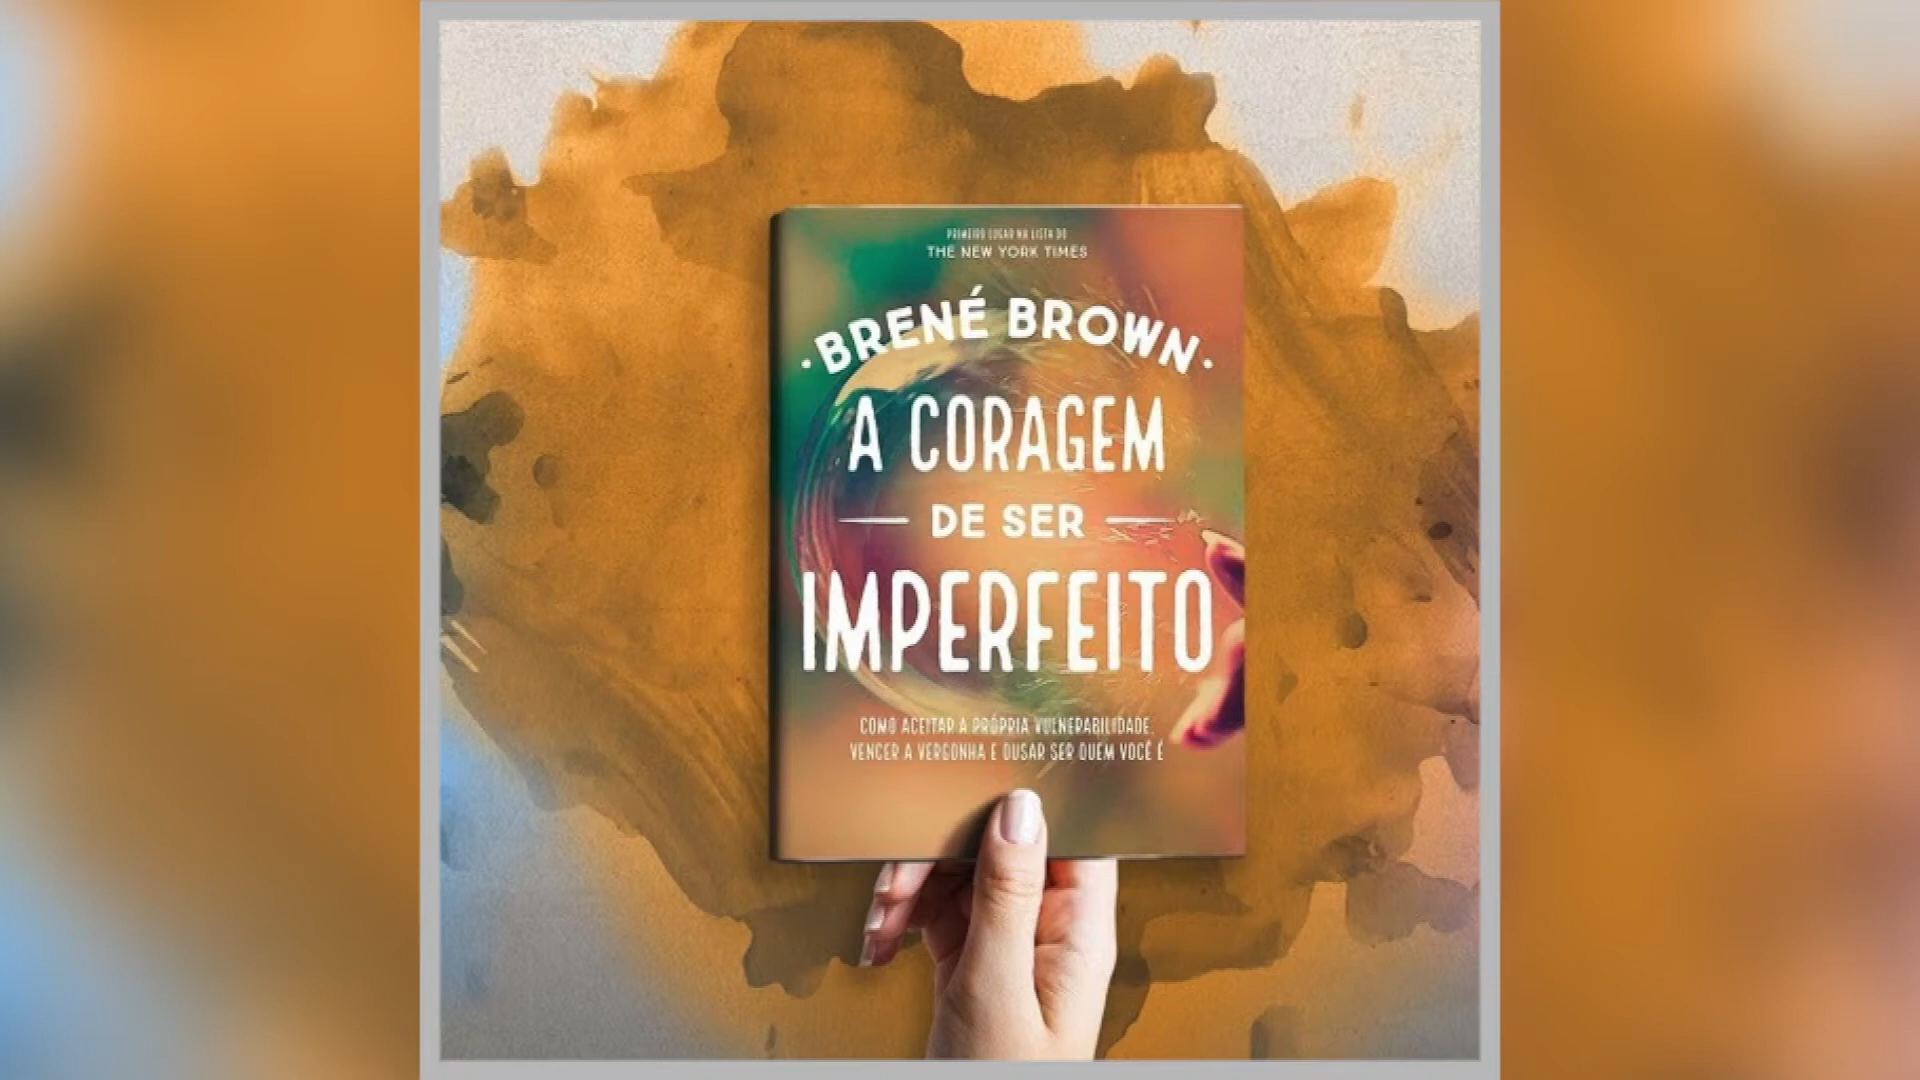 PRIMEIRO LUGAR NA LISTA DO
THE NEW YORK TIMES
·BRENÉ BROWN·
A CORAGEM
DE SER
IMPERFEITO
COMO ACEITAR A PRÓPRIA VULNERABILIDADE,
VENCER A VERGONHA E OUSAR SER QUEM VOCÊ É